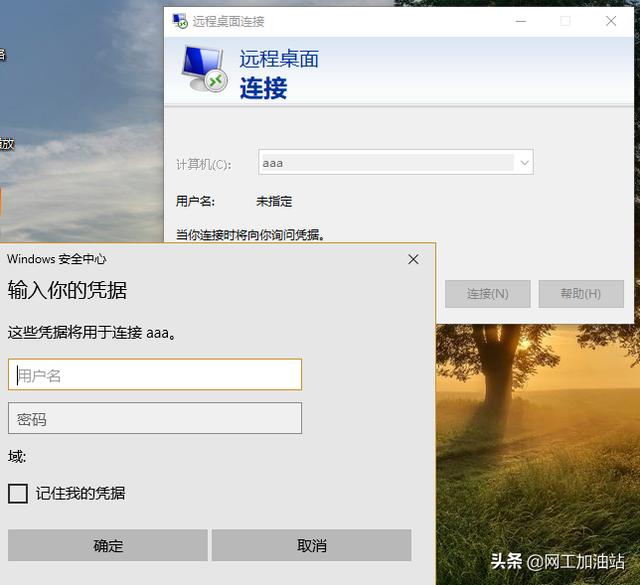 远程桌面连接
远程桌面
连接
计算机(C):
aaa
用户名:
未指定
当你连接时将向你询问凭据。
连接(N)
帮助(H)
Windows 安全中心
输入你的凭据
这些凭据将用于连接 aaa。
用户名
密码
域:
记住我的凭据
确定
取消
放
头条 @网工加油站